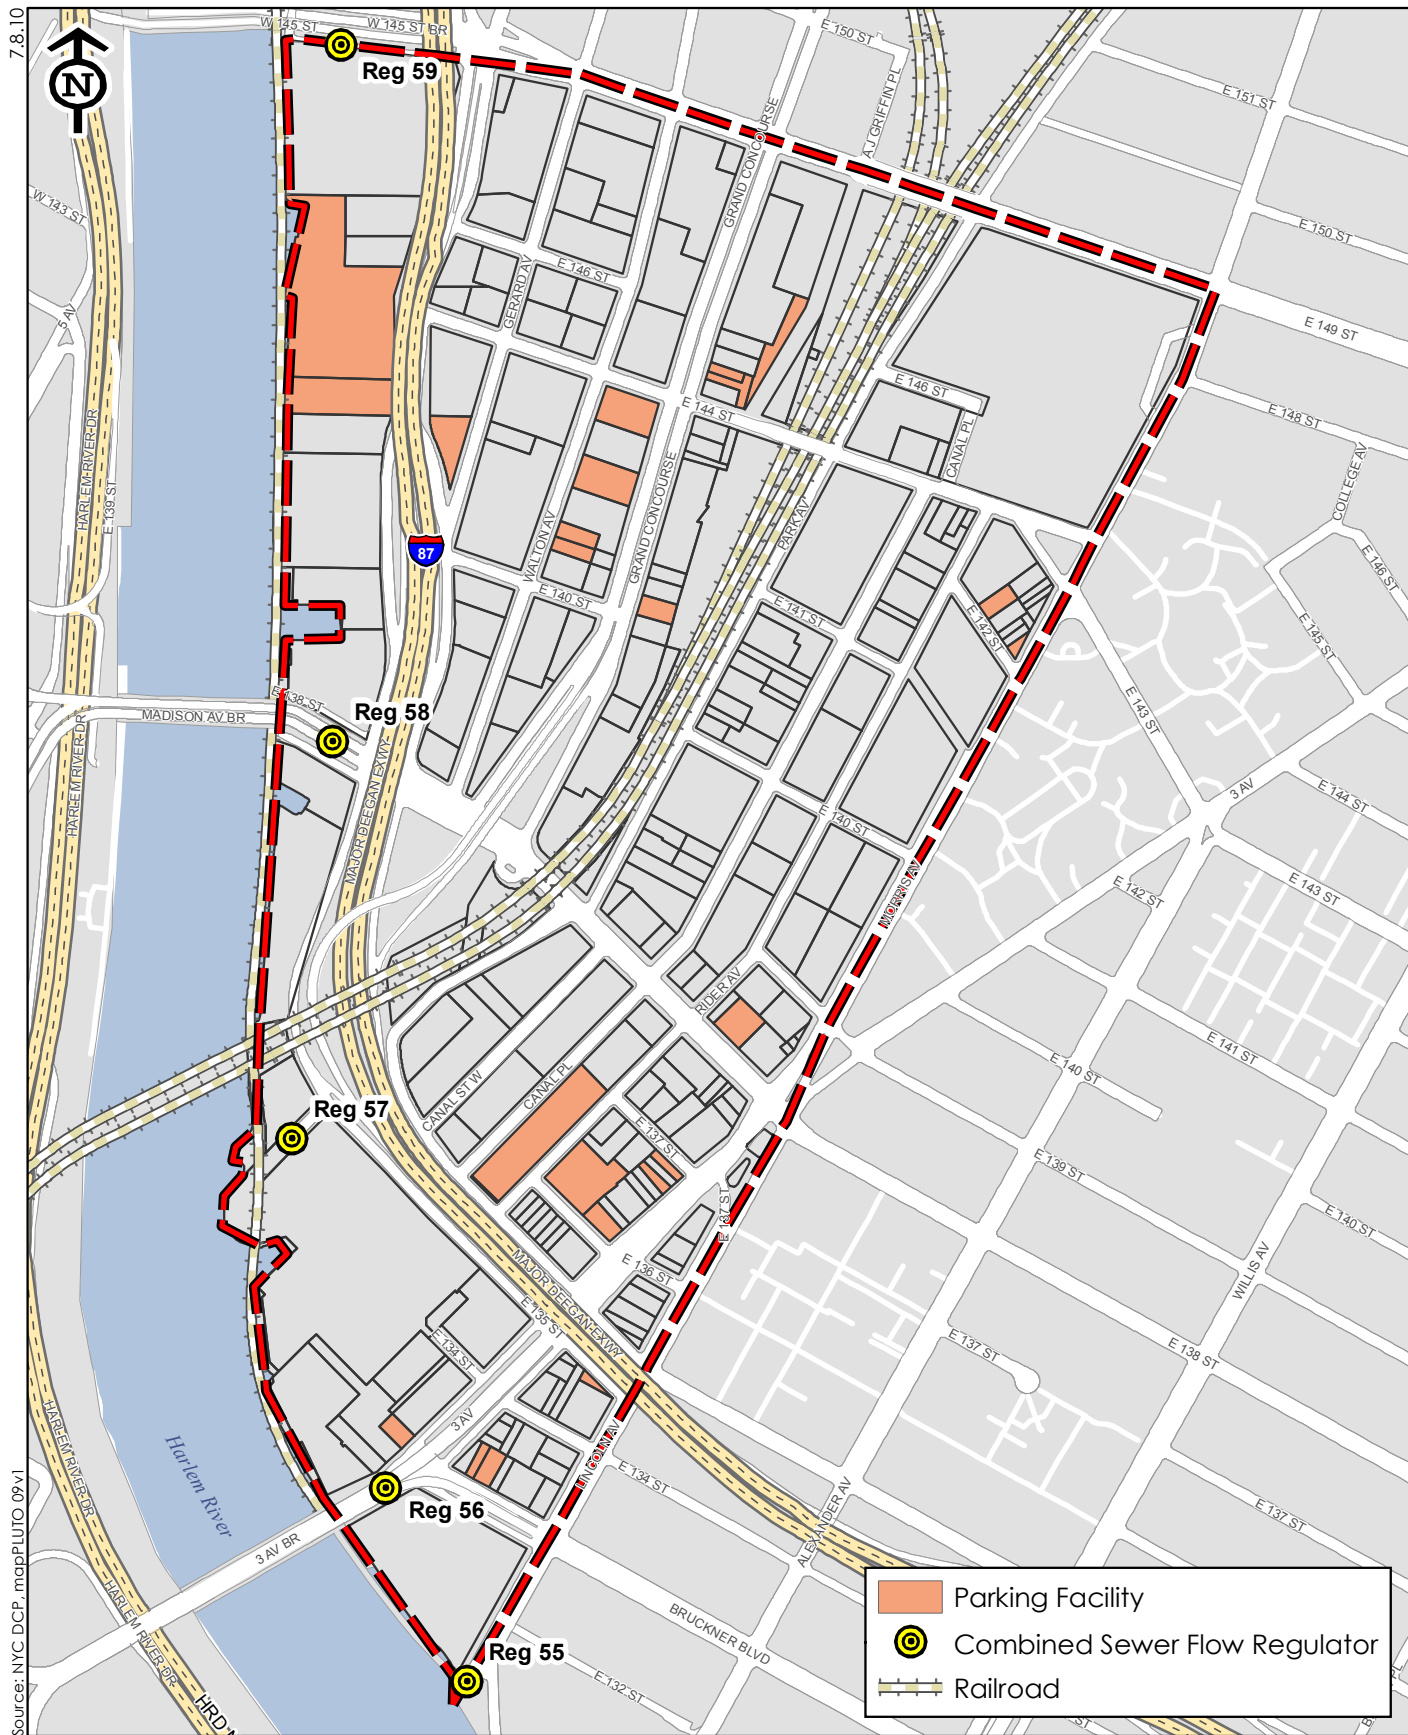 7.8.10
N
W 145 ST
W 145 ST BR
E 150 ST
Reg 59
A J GRIFFIN PL
E 151 ST
GRAND CONCOURSE
W 143 ST
E 150 ST
5 AV
E 146 ST
GERARD AV
E 149 ST
E 146 ST
E 144 ST
E 148 ST
CANAL PL
COLLEGE AV
HARLEM RIVER DR
E 139 ST
GRAND CONCOURSE
WALTON AV
PARK AV
87
E 146 ST
E 140 ST
E 141 ST
E 142 ST
E 145 ST
E 138 ST
MADISON AV BR
Reg 58
E 143 ST
HARLEM RIVER DR
MAJOR DEEGAN EXWY
3 AV
E 144 ST
E 140 ST
MORRIS AV
E 142 ST
E 143 ST
RIDER AV
E 141 ST
E 140 ST
CANAL ST W
CANAL PL
Reg 57
E 137 ST
E 139 ST
E 137 ST
E 140 ST
WILLIS AV
E 136 ST
MAJOR DEEGAN EXWY
E 135 ST
E 134 ST
E 137 ST
E 138 ST
3 AV
LINCOLN AV
HARLEM RIVER DR
Harlem River
E 134 ST
Reg 56
ALEXANDER AV
E 137 ST
3 AV BR
HARLEM RIVER DR
BRUCKNER BLVD
Reg 55
E 132 ST
Parking Facility
Combined Sewer Flow Regulator
Railroad
Source: NYC DCP, mapPLUTO 09v1